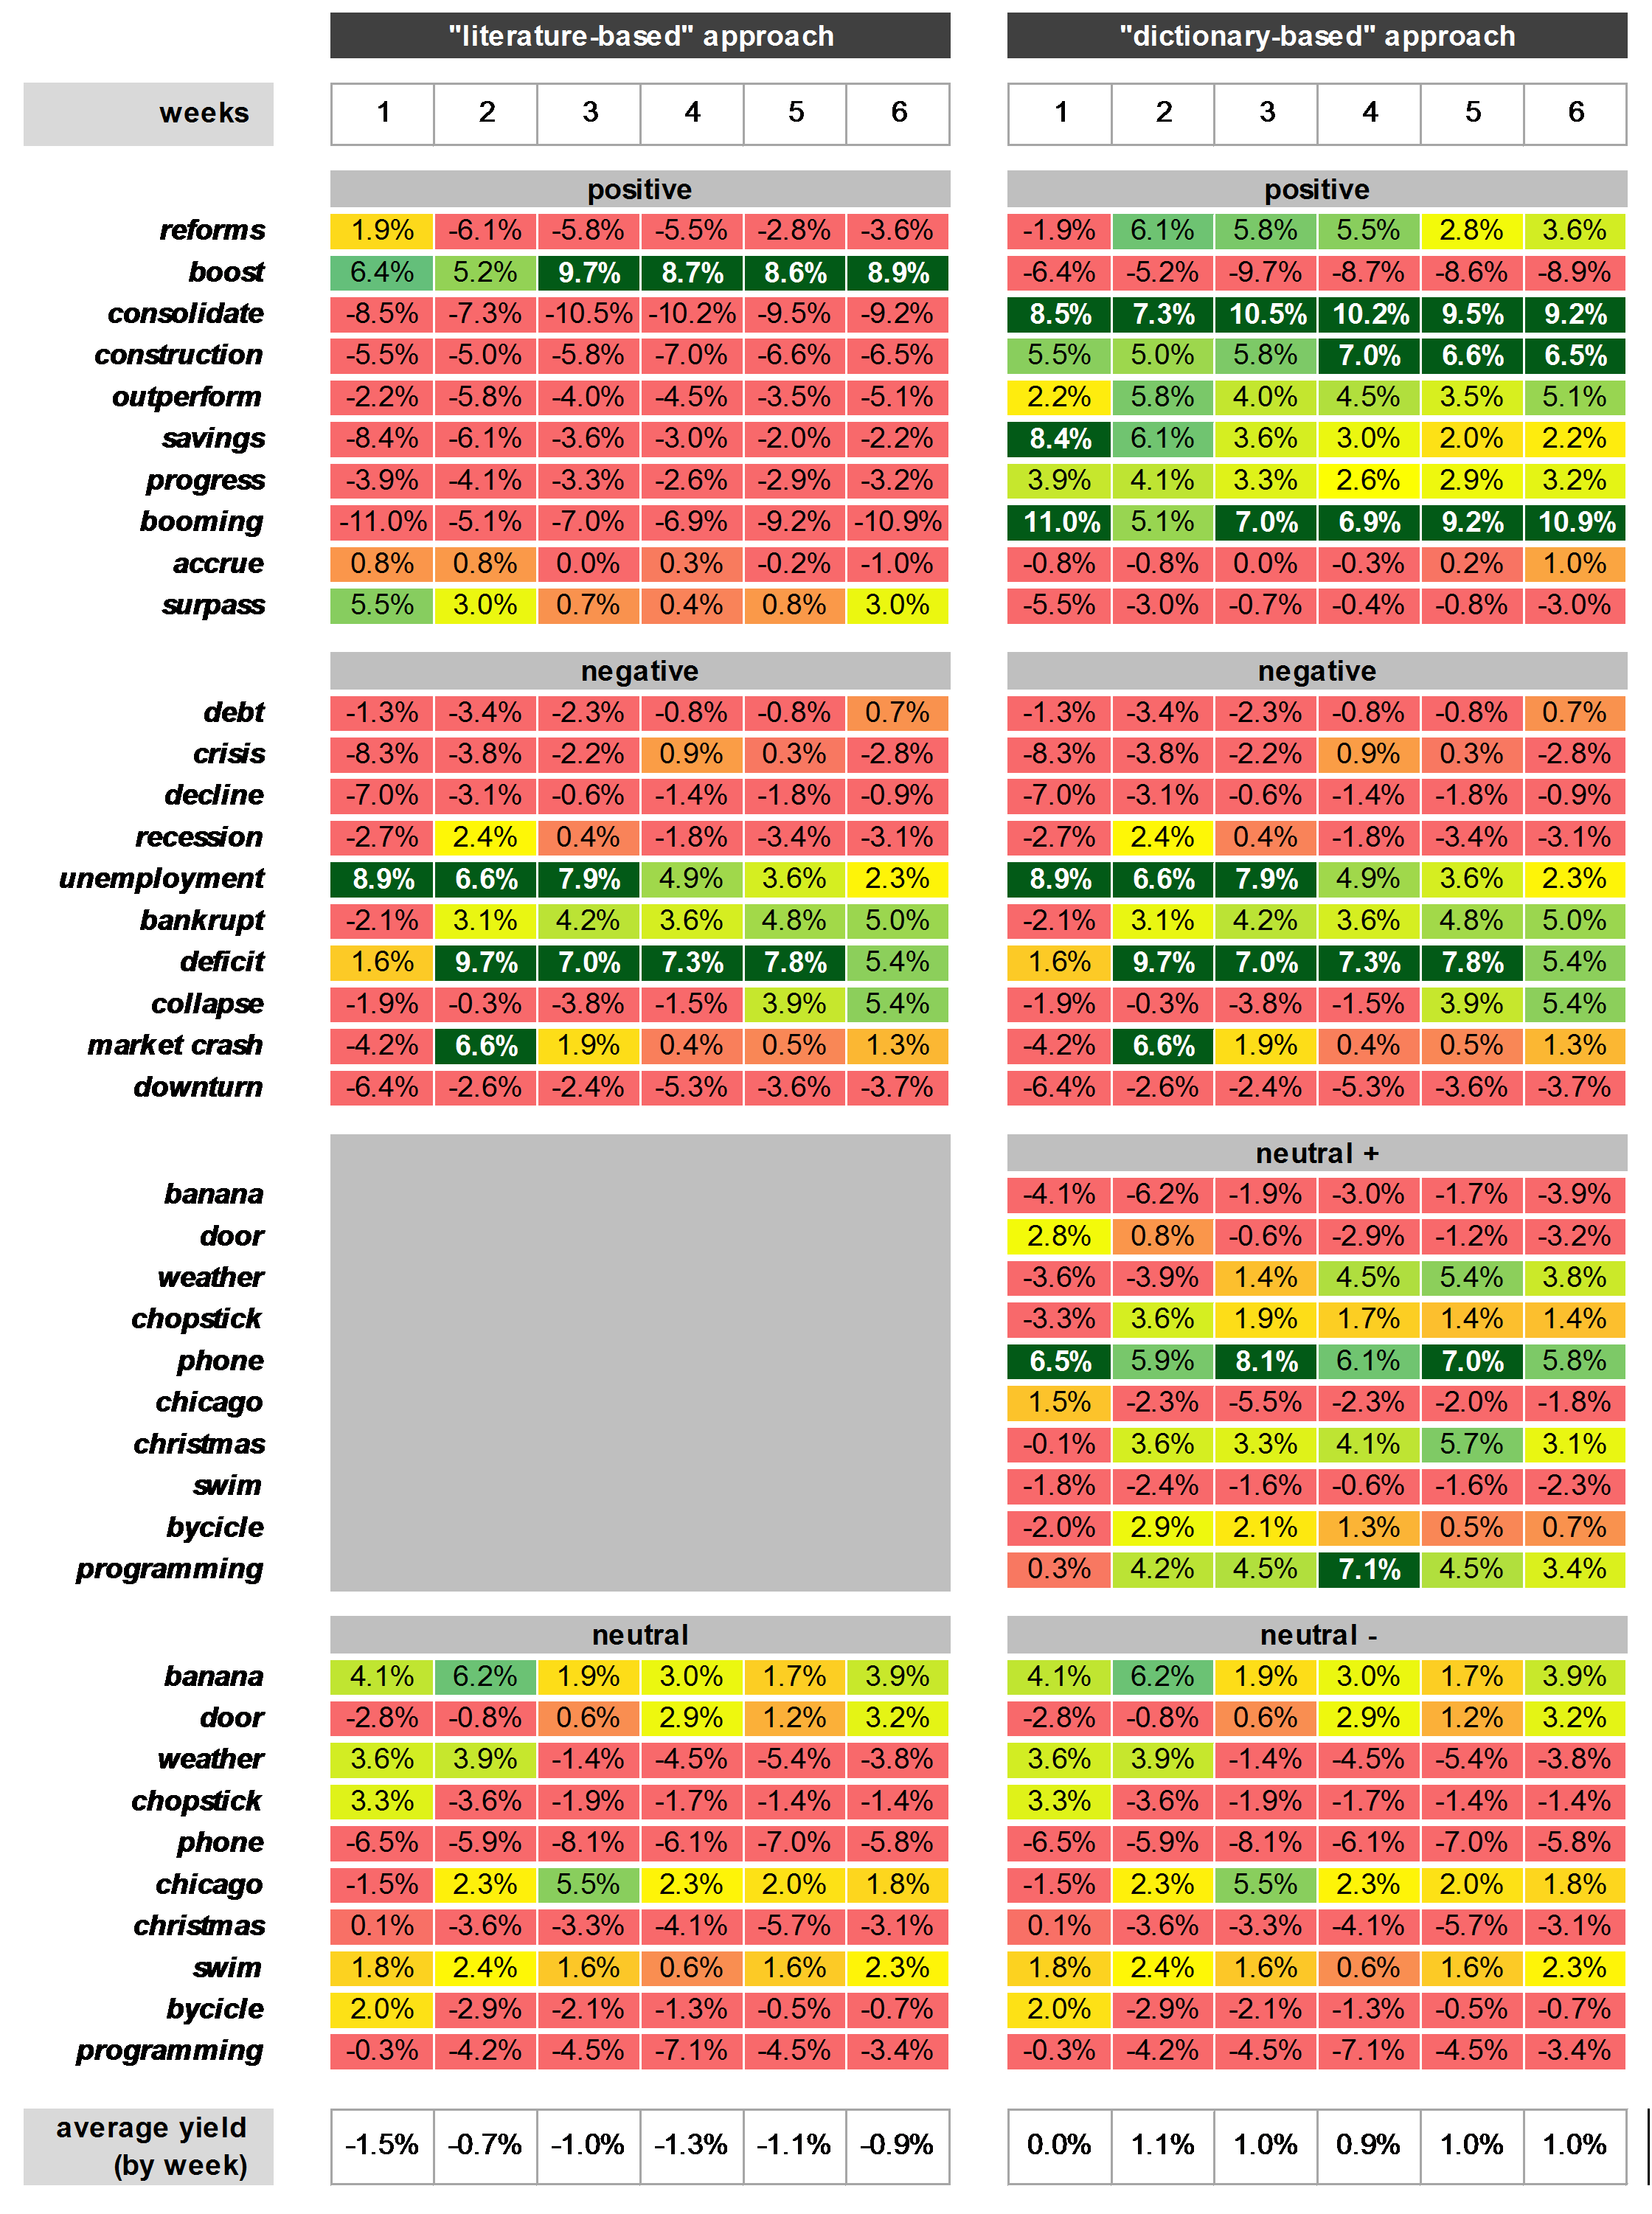 "literature-based" approach "dictionary-based" approach
weeks 1 2 3 4 5 6 1 2 3 4 5 6
positive positive
reforms 1.9% -6.1% -5.8% -5.5% -2.8% -3.6% -1.9% 6.1% 5.8% 5.5% 2.8% 3.6%
boost 6.4% 5.2% 9.7% 8.7% 8.6% 8.9% -6.4% -5.2% -9.7% -8.7% -8.6% -8.9%
consolidate -8.5% -7.3% -10.5% -10.2% -9.5% -9.2% 8.5% 7.3% 10.5% 10.2% 9.5% 9.2%
construction -5.5% -5.0% -5.8% -7.0% -6.6% -6.5% 5.5% 5.0% 5.8% 7.0% 6.6% 6.5%
outperform -2.2% -5.8% -4.0% -4.5% -3.5% -5.1% 2.2% 5.8% 4.0% 4.5% 3.5% 5.1%
savings -8.4% -6.1% -3.6% -3.0% -2.0% -2.2% 8.4% 6.1% 3.6% 3.0% 2.0% 2.2%
progress -3.9% -4.1% -3.3% -2.6% -2.9% -3.2% 3.9% 4.1% 3.3% 2.6% 2.9% 3.2%
booming -11.0% -5.1% -7.0% -6.9% -9.2% -10.9% 11.0% 5.1% 7.0% 6.9% 9.2% 10.9%
accrue 0.8% 0.8% 0.0% 0.3% -0.2% -1.0% -0.8% -0.8% 0.0% -0.3% 0.2% 1.0%
surpass 5.5% 3.0% 0.7% 0.4% 0.8% 3.0% -5.5% -3.0% -0.7% -0.4% -0.8% -3.0%
negative negative
debt -1.3% -3.4% -2.3% -0.8% -0.8% 0.7% -1.3% -3.4% -2.3% -0.8% -0.8% 0.7%
crisis -8.3% -3.8% -2.2% 0.9% 0.3% -2.8% -8.3% -3.8% -2.2% 0.9% 0.3% -2.8%
decline -7.0% -3.1% -0.6% -1.4% -1.8% -0.9% -7.0% -3.1% -0.6% -1.4% -1.8% -0.9%
recession -2.7% 2.4% 0.4% -1.8% -3.4% -3.1% -2.7% 2.4% 0.4% -1.8% -3.4% -3.1%
unemployment 8.9% 6.6% 7.9% 4.9% 3.6% 2.3% 8.9% 6.6% 7.9% 4.9% 3.6% 2.3%
bankrupt -2.1% 3.1% 4.2% 3.6% 4.8% 5.0% -2.1% 3.1% 4.2% 3.6% 4.8% 5.0%
deficit 1.6% 9.7% 7.0% 7.3% 7.8% 5.4% 1.6% 9.7% 7.0% 7.3% 7.8% 5.4%
collapse -1.9% -0.3% -3.8% -1.5% 3.9% 5.4% -1.9% -0.3% -3.8% -1.5% 3.9% 5.4%
market crash -4.2% 6.6% 1.9% 0.4% 0.5% 1.3% -4.2% 6.6% 1.9% 0.4% 0.5% 1.3%
downturn -6.4% -2.6% -2.4% -5.3% -3.6% -3.7% -6.4% -2.6% -2.4% -5.3% -3.6% -3.7%
neutral +
banana -4.1% -6.2% -1.9% -3.0% -1.7% -3.9%
door 2.8% 0.8% -0.6% -2.9% -1.2% -3.2%
weather -3.6% -3.9% 1.4% 4.5% 5.4% 3.8%
chopstick -3.3% 3.6% 1.9% 1.7% 1.4% 1.4%
phone 6.5% 5.9% 8.1% 6.1% 7.0% 5.8%
chicago 1.5% -2.3% -5.5% -2.3% -2.0% -1.8%
christmas -0.1% 3.6% 3.3% 4.1% 5.7% 3.1%
swim -1.8% -2.4% -1.6% -0.6% -1.6% -2.3%
bycicle -2.0% 2.9% 2.1% 1.3% 0.5% 0.7%
programming 0.3% 4.2% 4.5% 7.1% 4.5% 3.4%
neutral neutral -
banana 4.1% 6.2% 1.9% 3.0% 1.7% 3.9% 4.1% 6.2% 1.9% 3.0% 1.7% 3.9%
door -2.8% -0.8% 0.6% 2.9% 1.2% 3.2% -2.8% -0.8% 0.6% 2.9% 1.2% 3.2%
weather 3.6% 3.9% -1.4% -4.5% -5.4% -3.8% 3.6% 3.9% -1.4% -4.5% -5.4% -3.8%
chopstick 3.3% -3.6% -1.9% -1.7% -1.4% -1.4% 3.3% -3.6% -1.9% -1.7% -1.4% -1.4%
phone -6.5% -5.9% -8.1% -6.1% -7.0% -5.8% -6.5% -5.9% -8.1% -6.1% -7.0% -5.8%
chicago -1.5% 2.3% 5.5% 2.3% 2.0% 1.8% -1.5% 2.3% 5.5% 2.3% 2.0% 1.8%
christmas 0.1% -3.6% -3.3% -4.1% -5.7% -3.1% 0.1% -3.6% -3.3% -4.1% -5.7% -3.1%
swim 1.8% 2.4% 1.6% 0.6% 1.6% 2.3% 1.8% 2.4% 1.6% 0.6% 1.6% 2.3%
bycicle 2.0% -2.9% -2.1% -1.3% -0.5% -0.7% 2.0% -2.9% -2.1% -1.3% -0.5% -0.7%
programming -0.3% -4.2% -4.5% -7.1% -4.5% -3.4% -0.3% -4.2% -4.5% -7.1% -4.5% -3.4%
average yield
(by week) -1.5% -0.7% -1.0% -1.3% -1.1% -0.9% 0.0% 1.1% 1.0% 0.9% 1.0% 1.0%